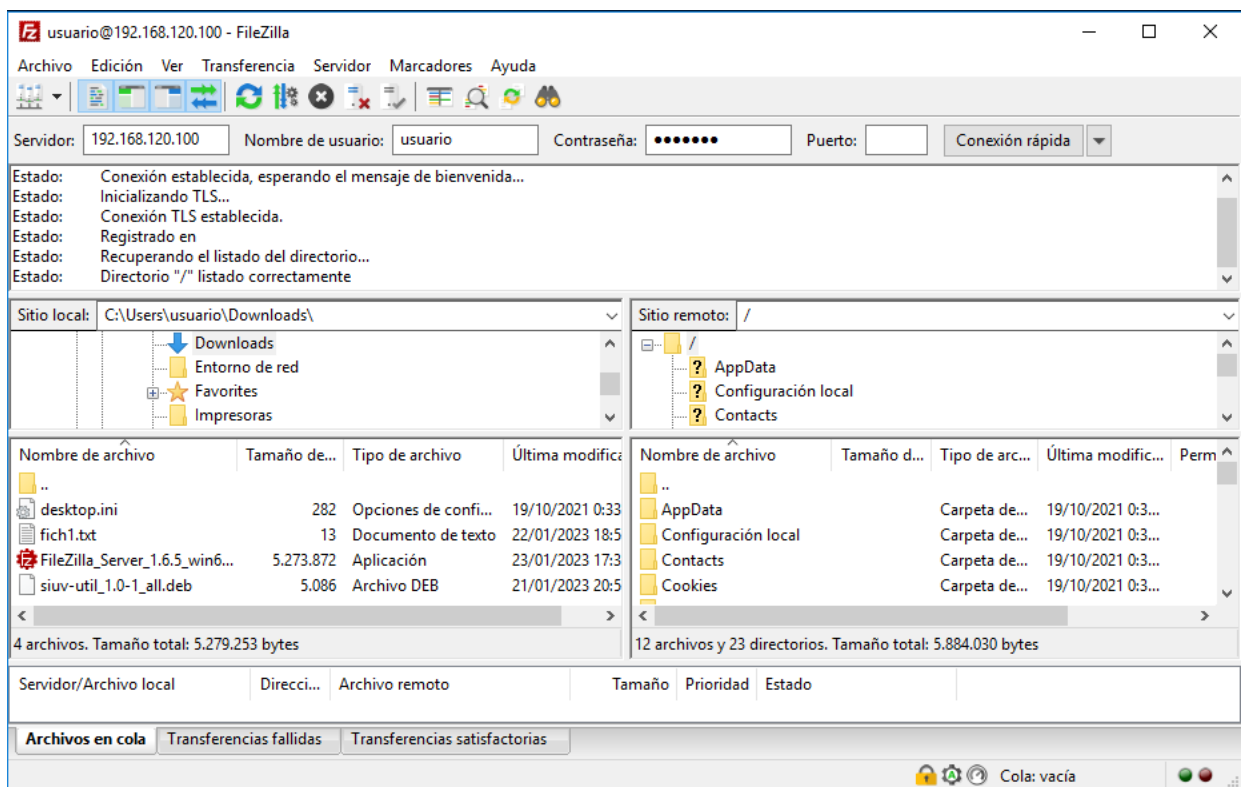 usuario@192.168.120.100 - FileZilla
Archivo Edición Ver Transferencia Servidor Marcadores Ayuda
Servidor: 192.168.120.100 Nombre de usuario: usuario Contraseña: ●●●●●●● Puerto: Conexión rápida
Estado: Conexión establecida, esperando el mensaje de bienvenida...
Estado: Inicializando TLS...
Estado: Conexión TLS establecida.
Estado: Registrado en
Estado: Recuperando el listado del directorio...
Estado: Directorio "/" listado correctamente
Sitio local: C:\Users\usuario\Downloads\
Downloads
Entorno de red
Favorites
Impresoras
Sitio remoto: /
/
AppData
Configuración local
Contacts
Nombre de archivo Tamaño de... Tipo de archivo Última modifica
..
desktop.ini 282 Opciones de confi... 19/10/2021 0:33
fich1.txt 13 Documento de texto 22/01/2023 18:5
FileZilla_Server_1.6.5_win6... 5.273.872 Aplicación 23/01/2023 17:3
siuv-util_1.0-1_all.deb 5.086 Archivo DEB 21/01/2023 20:5
4 archivos. Tamaño total: 5.279.253 bytes
Nombre de archivo Tamaño d... Tipo de arc... Última modific... Perm
..
AppData Carpeta de... 19/10/2021 0:3...
Configuración local Carpeta de... 19/10/2021 0:3...
Contacts Carpeta de... 19/10/2021 0:3...
Cookies Carpeta de... 19/10/2021 0:3...
12 archivos y 23 directorios. Tamaño total: 5.884.030 bytes
Servidor/Archivo local Direcci... Archivo remoto Tamaño Prioridad Estado
Archivos en cola Transferencias fallidas Transferencias satisfactorias
Cola: vacía